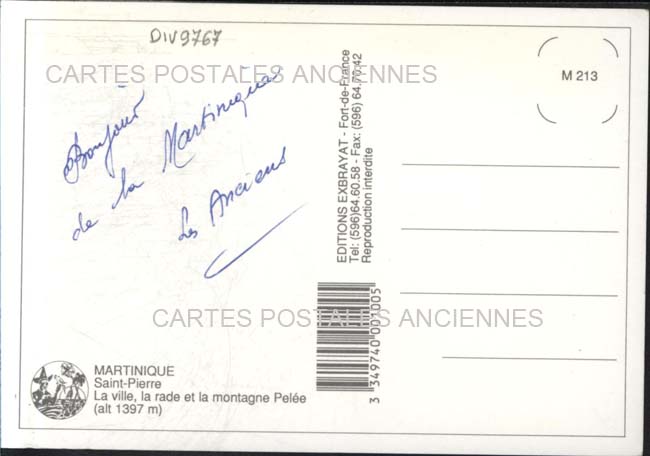 DIV9767
CARTES POSTALES ANCIENNES
Bonjour
de la Martinique
Les Anciens
EDITIONS EXBRAYAT - Fort-de-France
Tel: (596)64.60.58 - Fax: (596) 64.70.42
Reproduction interdite
M 213
CARTES POSTALES ANCIENNES
3 349740 001005
MARTINIQUE
Saint-Pierre
La ville, la rade et la montagne Pelée
(alt 1397 m)